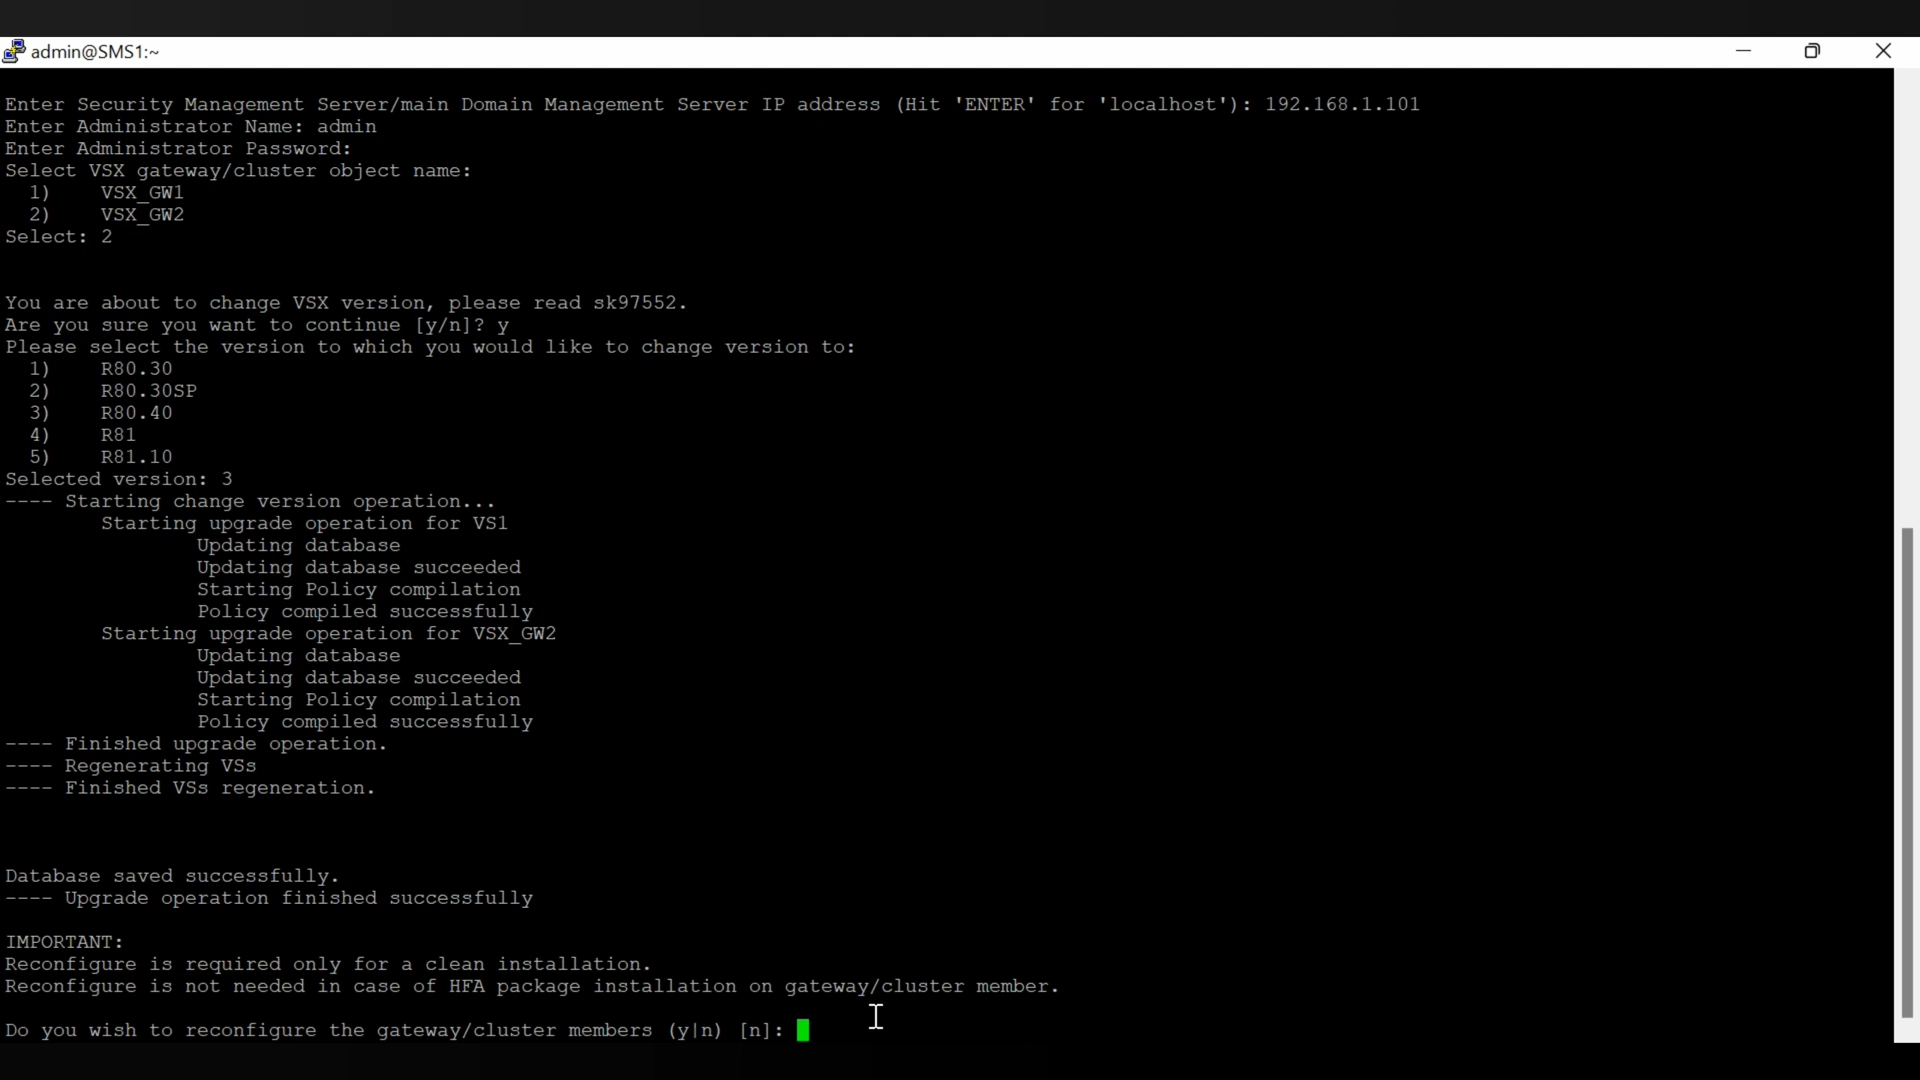 admin@SMS1:~
Enter Security Management Server/main Domain Management Server IP address (Hit 'ENTER' for 'localhost'): 192.168.1.101
Enter Administrator Name: admin
Enter Administrator Password:
Select VSX gateway/cluster object name:
1) VSX_GW1
2) VSX_GW2
Select: 2
You are about to change VSX version, please read sk97552.
Are you sure you want to continue [y/n]? y
Please select the version to which you would like to change version to:
1) R80.30
2) R80.30SP
3) R80.40
4) R81
5) R81.10
Selected version: 3
---- Starting change version operation...
Starting upgrade operation for VS1
Updating database
Updating database succeeded
Starting Policy compilation
Policy compiled successfully
Starting upgrade operation for VSX_GW2
Updating database
Updating database succeeded
Starting Policy compilation
Policy compiled successfully
---- Finished upgrade operation.
---- Regenerating VSs
---- Finished VSs regeneration.
Database saved successfully.
---- Upgrade operation finished successfully
IMPORTANT:
Reconfigure is required only for a clean installation.
Reconfigure is not needed in case of HFA package installation on gateway/cluster member.
Do you wish to reconfigure the gateway/cluster members (y|n) [n]: